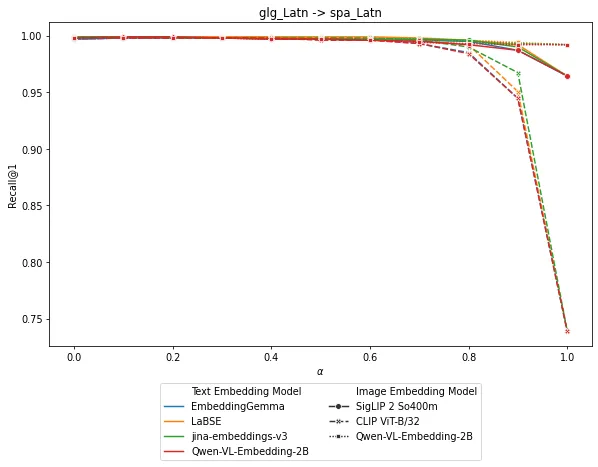 glg_Latn -> spa_Latn
1.00
0.95
0.90
0.85
0.80
0.75
Recall@1
0.0 0.2 0.4 0.6 0.8 1.0
α
Text Embedding Model Image Embedding Model
EmbeddingGemma SigLIP 2 So400m
LaBSE CLIP ViT-B/32
jina-embeddings-v3 Qwen-VL-Embedding-2B
Qwen-VL-Embedding-2B